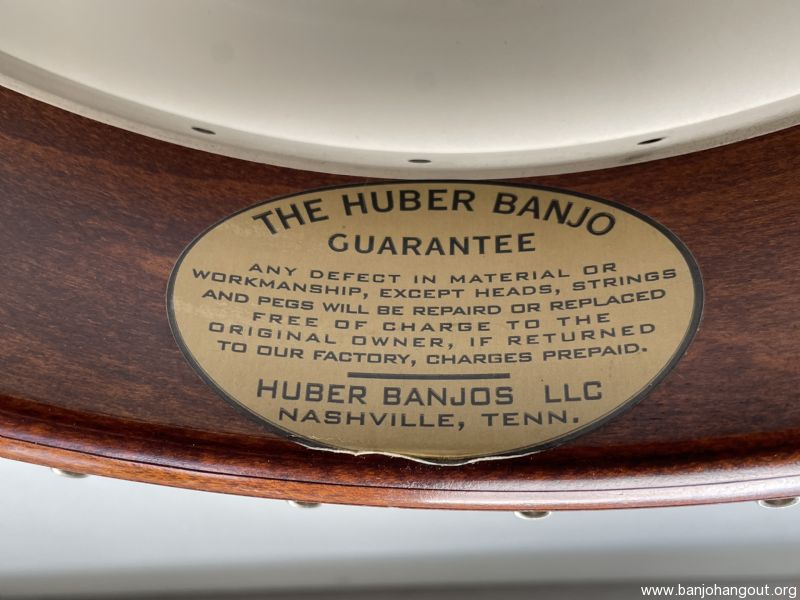 THE HUBER BANJO
GUARANTEE
ANY DEFECT IN MATERIAL OR
WORKMANSHIP, EXCEPT HEADS, STRINGS
AND PEGS WILL BE REPAIRD OR REPLACED
FREE OF CHARGE TO THE
ORIGINAL OWNER, IF RETURNED
TO OUR FACTORY, CHARGES PREPAID.
HUBER BANJOS LLC
NASHVILLE, TENN.
www.banjohangout.org